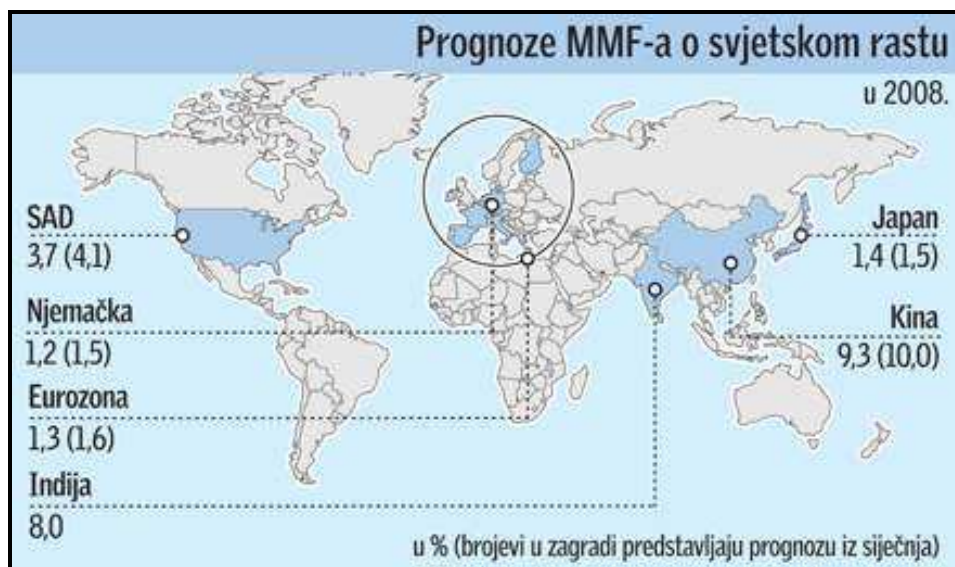 Prognoze MMF-a o svjetskom rastu
u 2008.
SAD
3,7 (4,1)
Njemačka
1,2 (1,5)
Eurozona
1,3 (1,6)
Indija
8,0
Japan
1,4 (1,5)
Kina
9,3 (10,0)
u % (brojevi u zagradi predstavljaju prognozu iz siječnja)